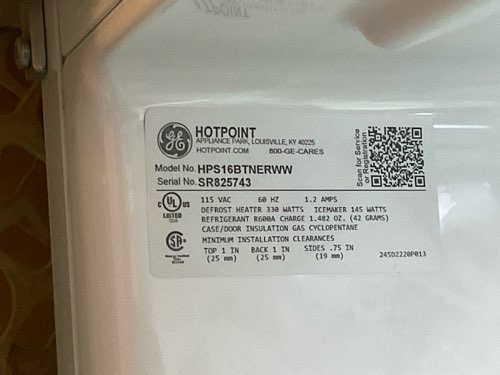 GE
HOTPOINT
APPLIANCE PARK, LOUISVILLE, KY 40225
HOTPOINT.COM 800-GE-CARES
Model No. HPS16BTNERWW
Serial No. SR825743
Scan for Service
or Registration
C UL US
LISTED
115 VAC 60 HZ 1.2 AMPS
DEFROST HEATER 330 WATTS ICEMAKER 145 WATTS
REFRIGERANT R600A CHARGE 1.482 OZ. (42 GRAMS)
CASE/DOOR INSULATION GAS CYCLOPENTANE
MINIMUM INSTALLATION CLEARANCES
TOP 1 IN BACK 1 IN SIDES .75 IN
(25 mm) (25 mm) (19 mm)
245D2220P013